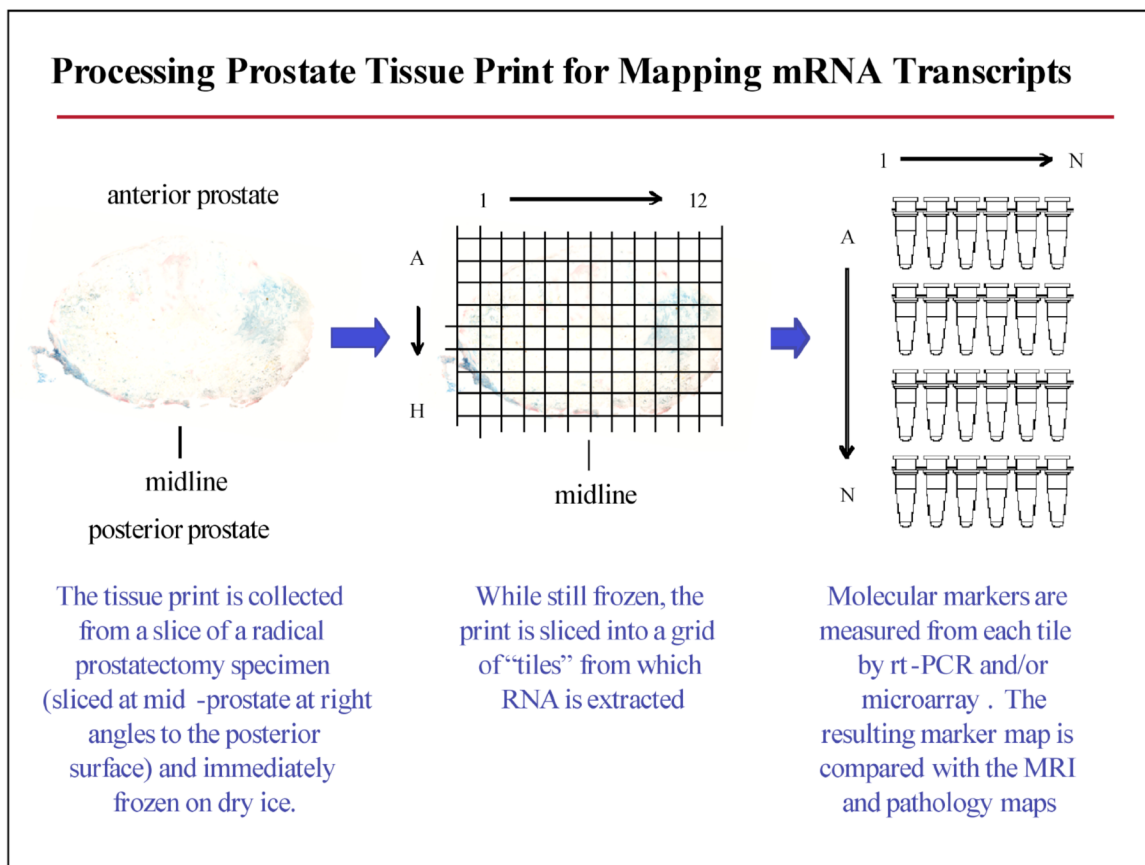 Processing Prostate Tissue Print for Mapping mRNA Transcripts
anterior prostate
midline
posterior prostate
1 12
A
H
midline
1 N
A
N
The tissue print is collected
from a slice of a radical
prostatectomy specimen
(sliced at mid -prostate at right
angles to the posterior
surface) and immediately
frozen on dry ice.
While still frozen, the
print is sliced into a grid
of “tiles” from which
RNA is extracted
Molecular markers are
measured from each tile
by rt -PCR and/or
microarray . The
resulting marker map is
compared with the MRI
and pathology maps